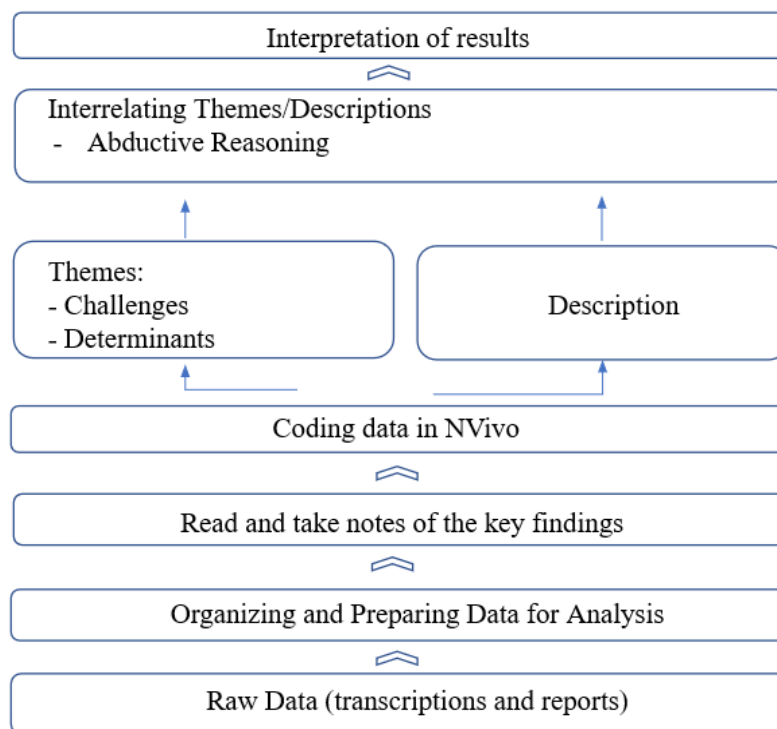 Interpretation of results
Interrelating Themes/Descriptions
- Abductive Reasoning
Themes:
- Challenges
- Determinants
Description
Coding data in NVivo
Read and take notes of the key findings
Organizing and Preparing Data for Analysis
Raw Data (transcriptions and reports)